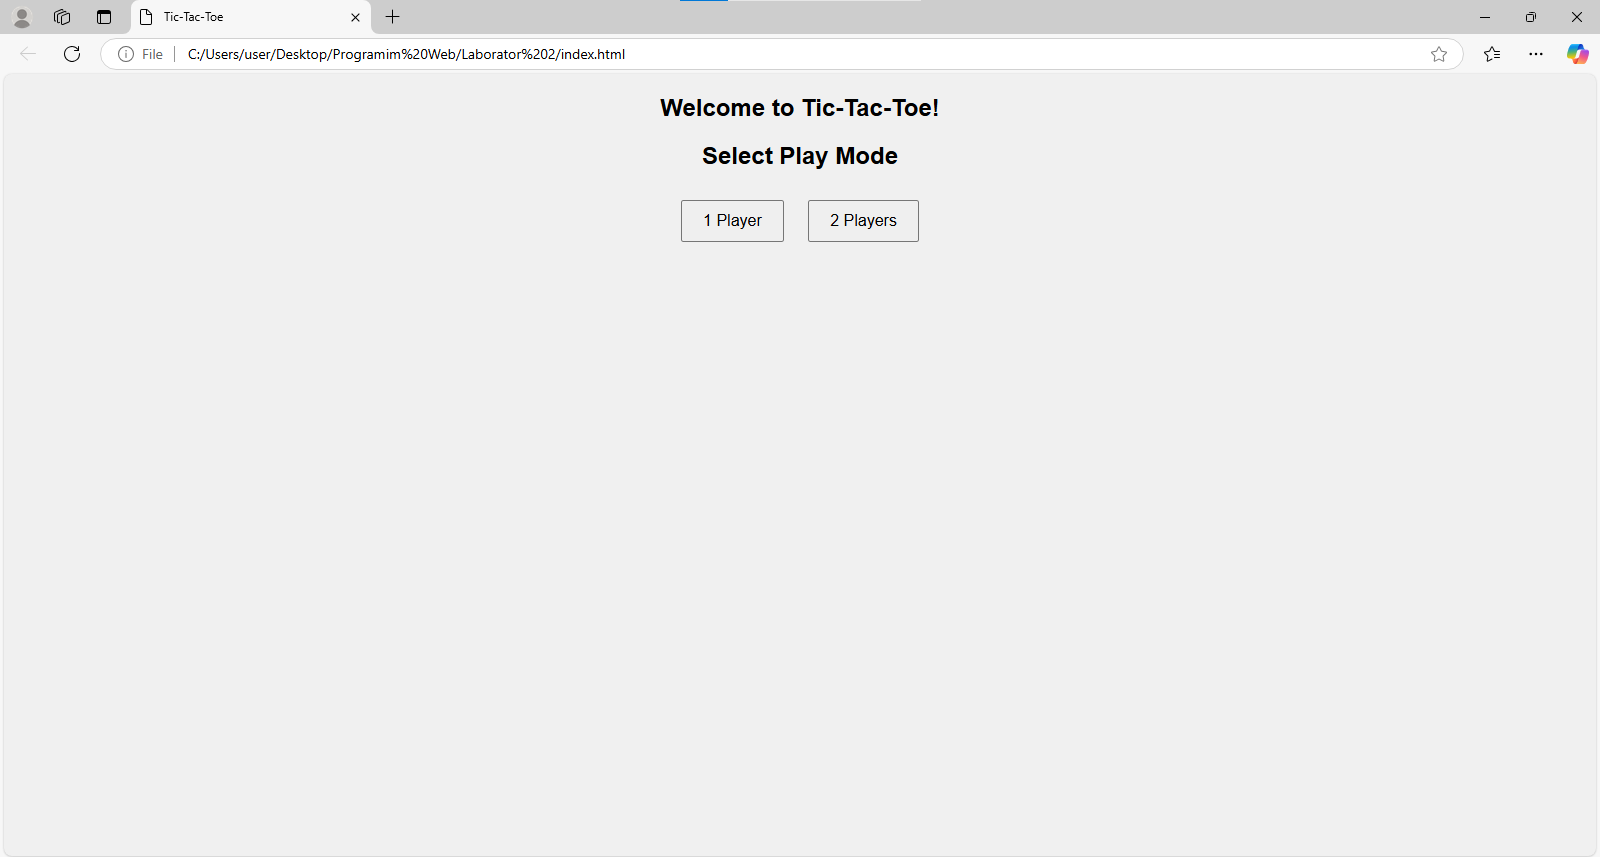 Tic-Tac-Toe
File C:/Users/user/Desktop/Programim%20Web/Laborator%202/index.html
Welcome to Tic-Tac-Toe!
Select Play Mode
1 Player 2 Players